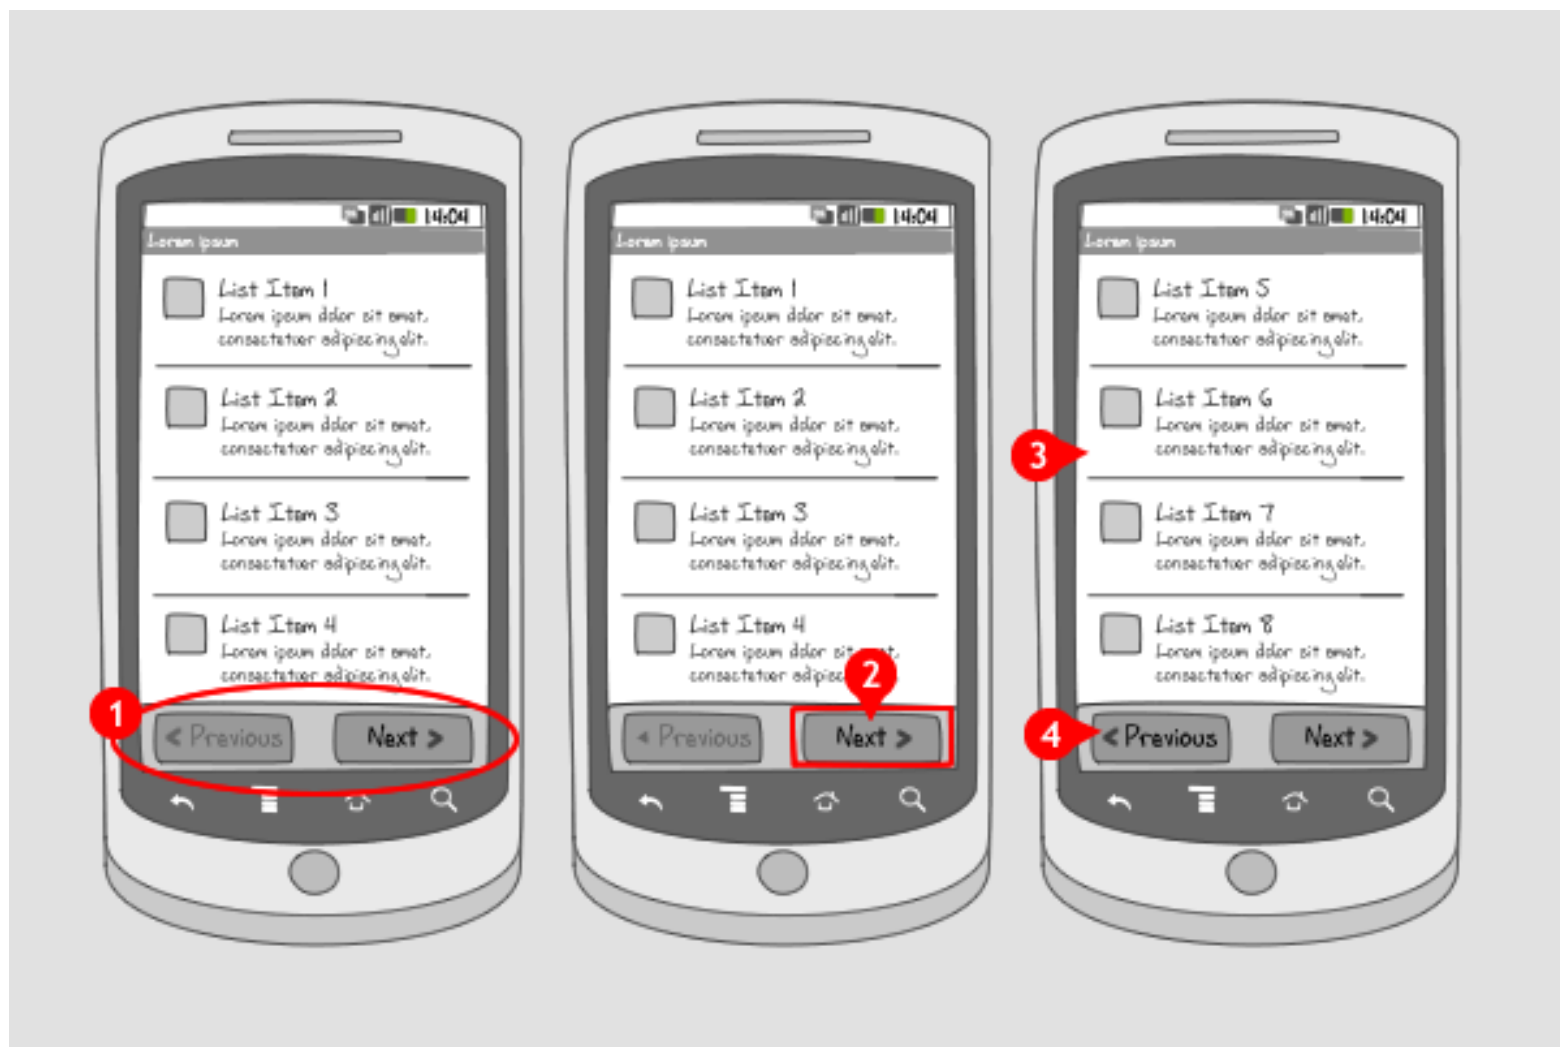 14:04
Lorem ipsum
List Item 1
Lorem ipsum dolor sit amet,
consectetuer adipiscing elit.
List Item 2
Lorem ipsum dolor sit amet,
consectetuer adipiscing elit.
List Item 3
Lorem ipsum dolor sit amet,
consectetuer adipiscing elit.
List Item 4
Lorem ipsum dolor sit amet,
consectetuer adipiscing elit.
1
< Previous
Next >
14:04
Lorem ipsum
List Item 1
Lorem ipsum dolor sit amet,
consectetuer adipiscing elit.
List Item 2
Lorem ipsum dolor sit amet,
consectetuer adipiscing elit.
List Item 3
Lorem ipsum dolor sit amet,
consectetuer adipiscing elit.
List Item 4
Lorem ipsum dolor sit
consectetuer
2
Previous
Next >
14:04
Lorem ipsum
List Item 5
Lorem ipsum dolor sit amet,
consectetuer adipiscing elit.
List Item 6
Lorem ipsum dolor sit amet,
consectetuer adipiscing elit.
3
List Item 7
Lorem ipsum dolor sit amet,
consectetuer adipiscing elit.
List Item 8
Lorem ipsum dolor sit amet,
consectetuer adipiscing elit.
4
< Previous
Next >